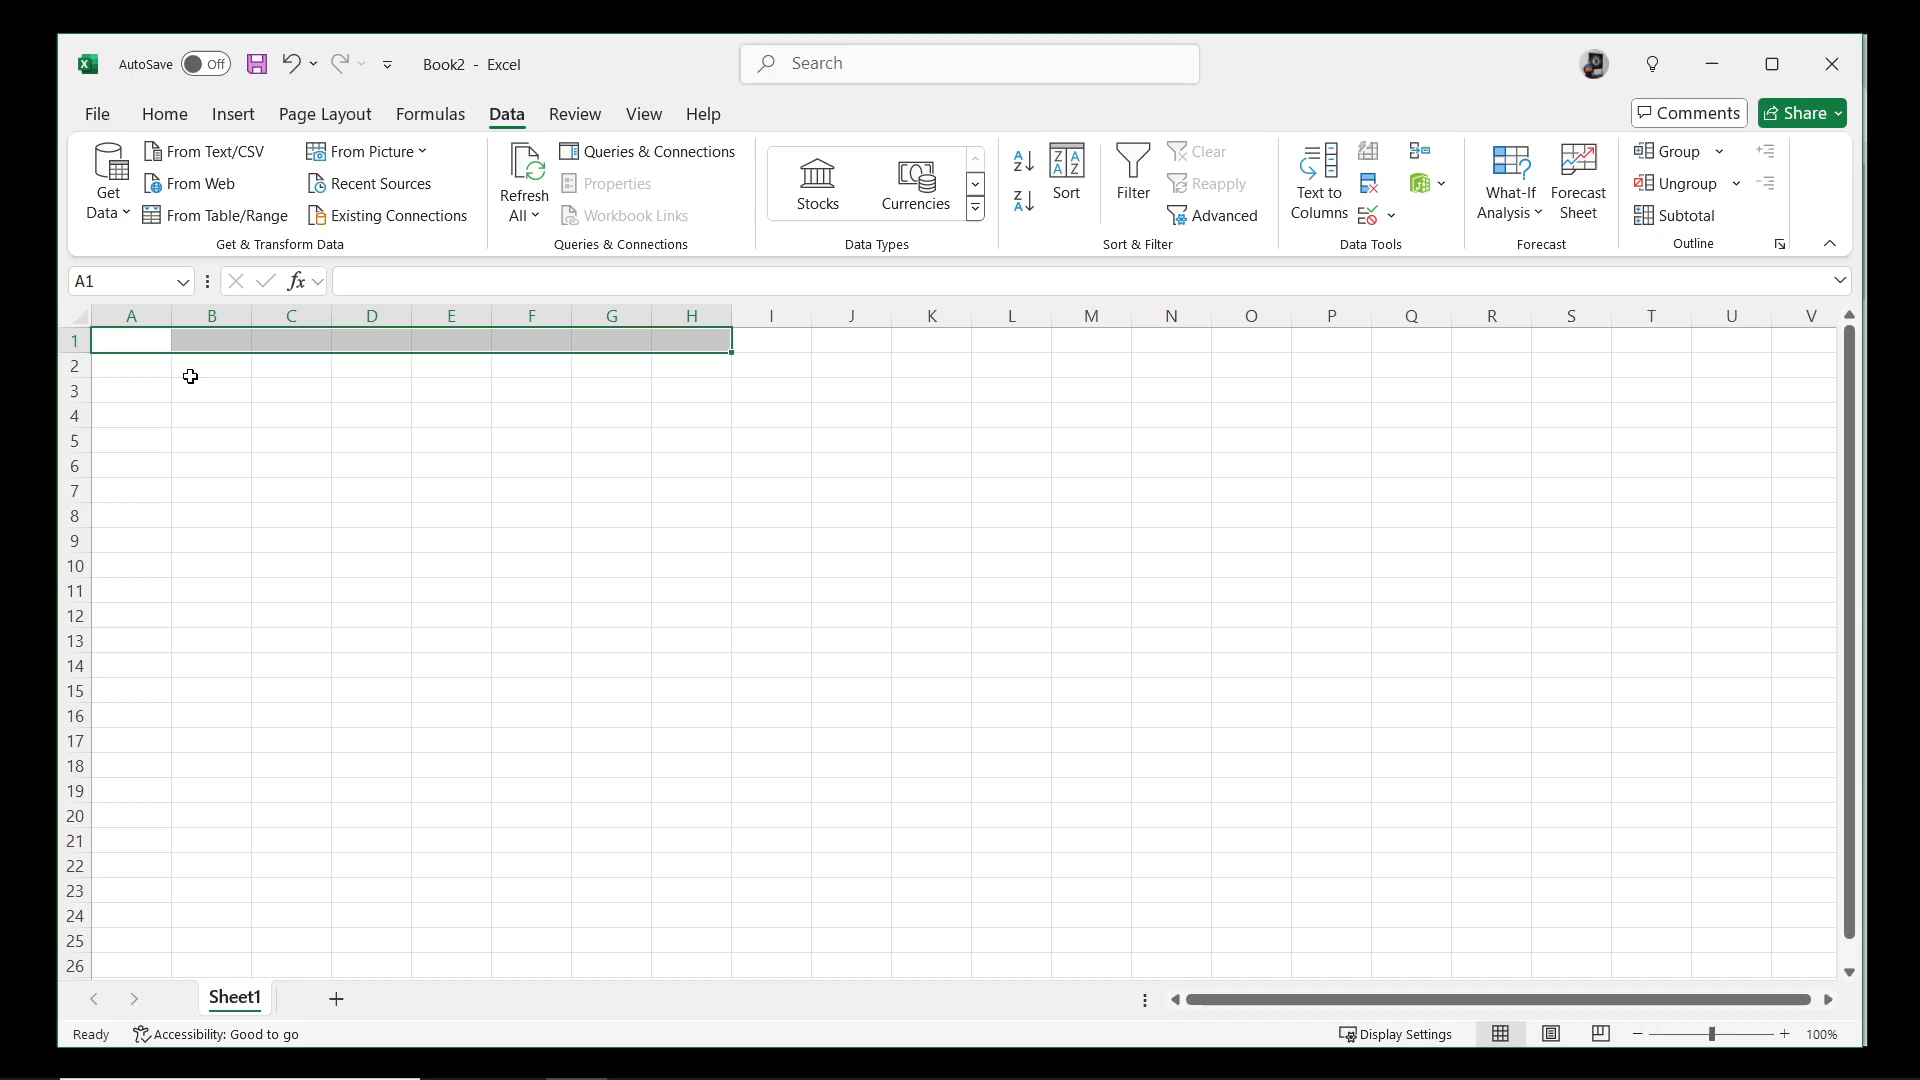 AutoSave Off Book2 - Excel Search
File Home Insert Page Layout Formulas Data Review View Help Comments Share
Get Data
From Text/CSV
From Web
From Table/Range
From Picture
Recent Sources
Existing Connections
Get & Transform Data
Refresh All
Queries & Connections
Properties
Workbook Links
Queries & Connections
Stocks
Currencies
Data Types
Sort
Filter
Clear
Reapply
Advanced
Sort & Filter
Text to Columns
Data Tools
What-If Analysis
Forecast Sheet
Forecast
Group
Ungroup
Subtotal
Outline
A1 fx
A B C D E F G H I J K L M N O P Q R S T U V
1
2
3
4
5
6
7
8
9
10
11
12
13
14
15
16
17
18
19
20
21
22
23
24
25
26
Sheet1
Ready Accessibility: Good to go Display Settings 100%